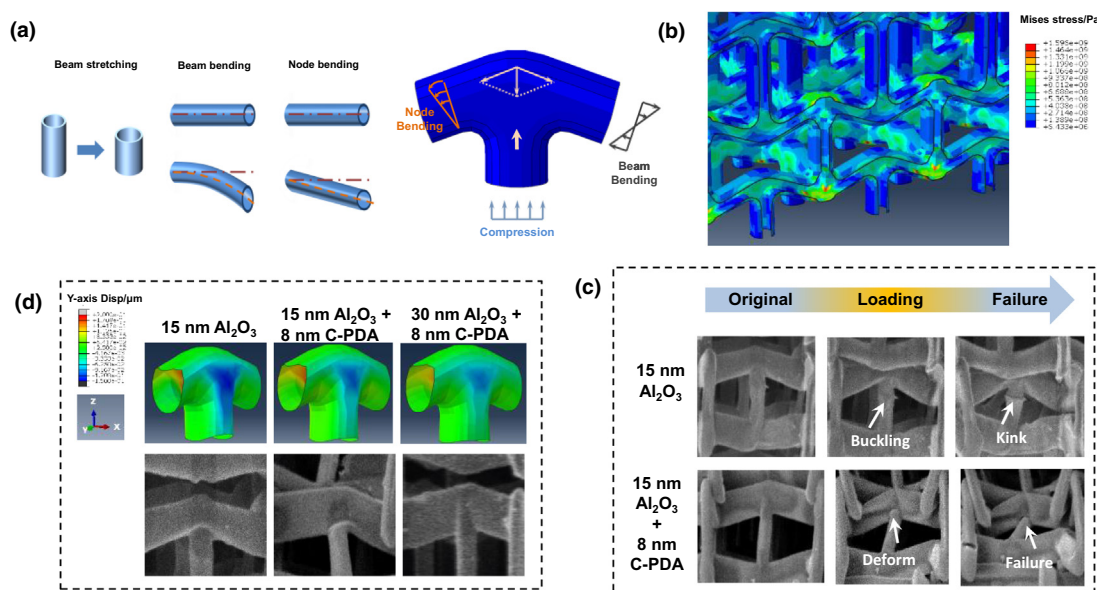 (a)
Beam stretching
Beam bending
Node bending
Node
Bending
Beam
Bending
Compression
(b)
Mises stress/Pa
(d)
Y-axis Disp/μm
15 nm Al₂O₃
15 nm Al₂O₃ +
8 nm C-PDA
30 nm Al₂O₃ +
8 nm C-PDA
Z
Y
X
(c)
Original
Loading
Failure
15 nm
Al₂O₃
Buckling
Kink
15 nm
Al₂O₃
+
8 nm
C-PDA
Deform
Failure